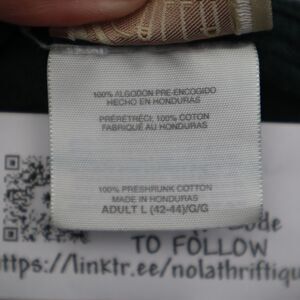 100% ALGODON PRE-ENCOGIDO
HECHO EN HONDURAS
PRÉRÉTRÉCI: 100% COTON
FABRIQUÉ AU HONDURAS
100% PRESHRUNK COTTON
MADE IN HONDURAS
ADULT L (42-44)/G/G
TO FOLLOW
https://linktr.ee/nolathriftiqu